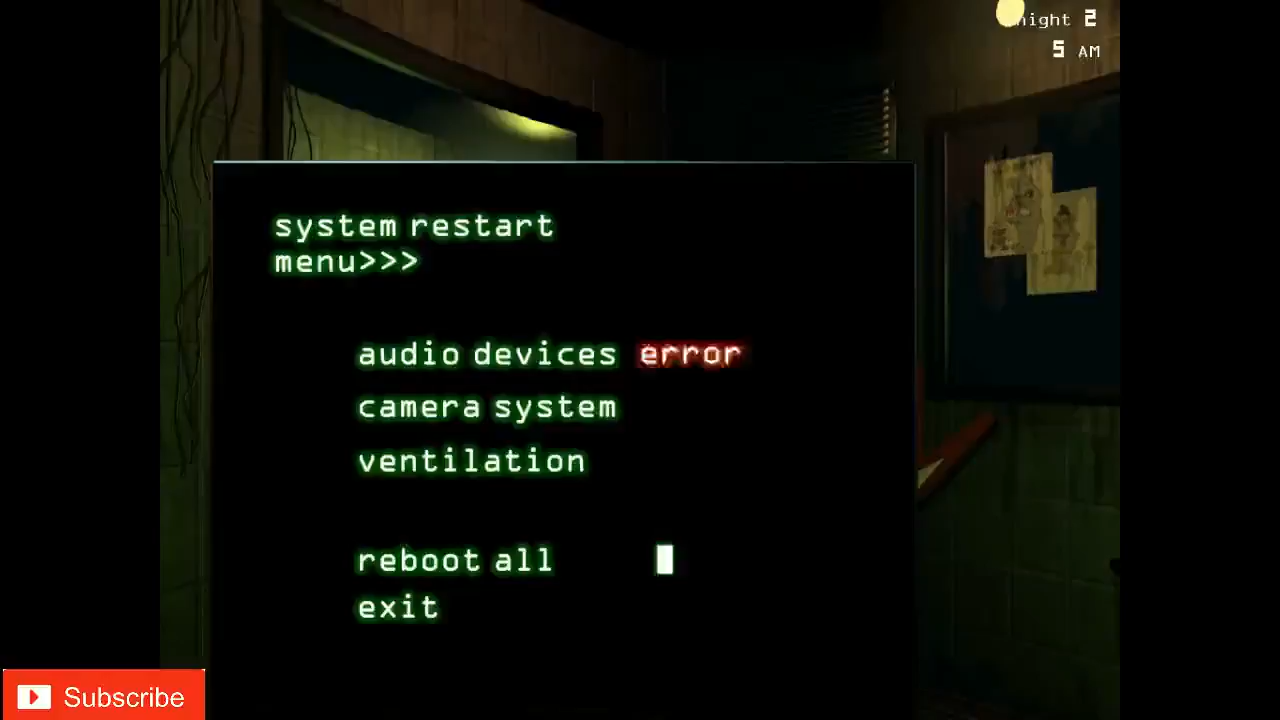 night 2
5 AM
system restart
menu>>>
audio devices error
camera system
ventilation
reboot all
exit
Subscribe